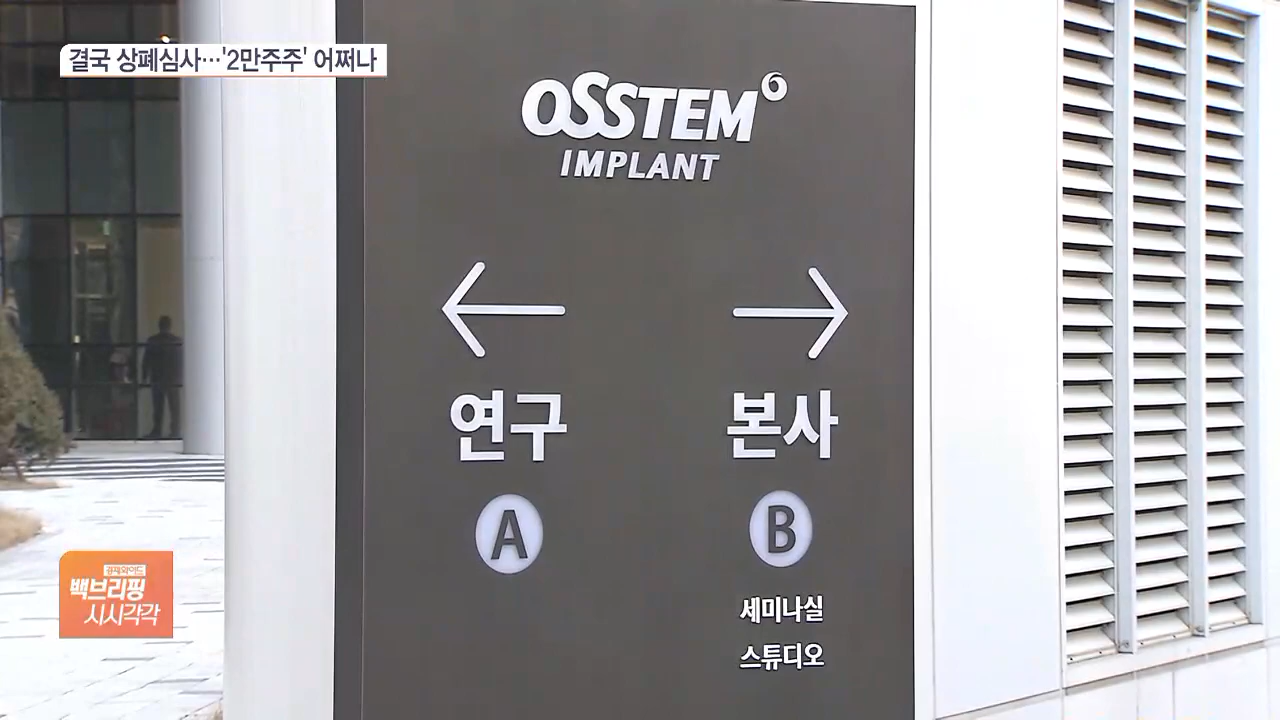 결국 상폐심사…'2만주주' 어쩌나
OSSTEM
IMPLANT
연구
본사
A
B
세미나실
스튜디오
경제와이드
백브리핑
시시각각